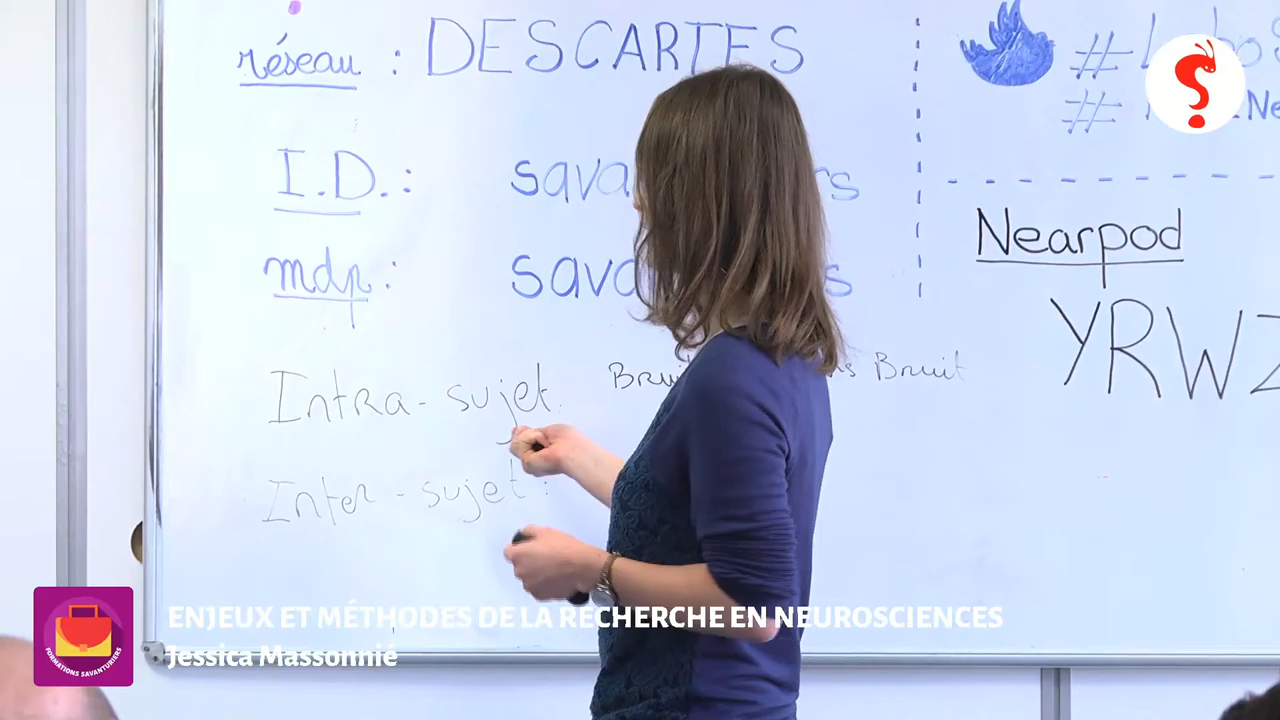 réseau : DESCARTES
I.D. :
mdp :
Intra-sujet Bruit Bruit
Inter-sujet :
#
#
Nearpod
YRWZ
FORMATIONS SAVANTURIERS
ENJEUX ET MÉTHODES DE LA RECHERCHE EN NEUROSCIENCES
Jessica Massonnié